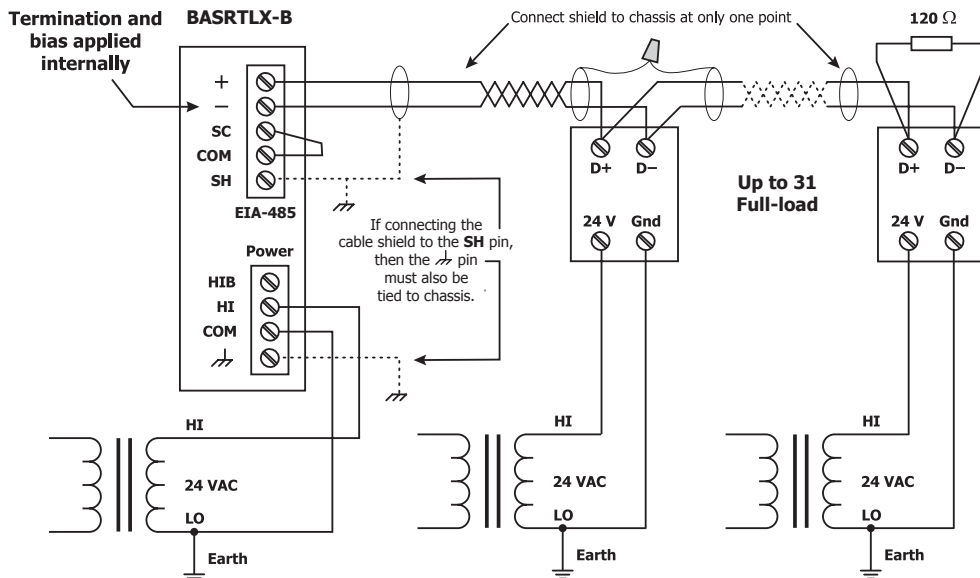 Termination and
bias applied
internally
BASRTLX-B
Connect shield to chassis at only one point
120 Ω
+
−
SC
COM
SH
EIA-485
D+ D−
D+ D−
Up to 31
Full-load
24 V Gnd
24 V Gnd
If connecting the
cable shield to the SH pin,
then the pin
must also be
tied to chassis.
Power
HIB
HI
COM
HI
24 VAC
LO
Earth
HI
24 VAC
LO
Earth
HI
24 VAC
LO
Earth